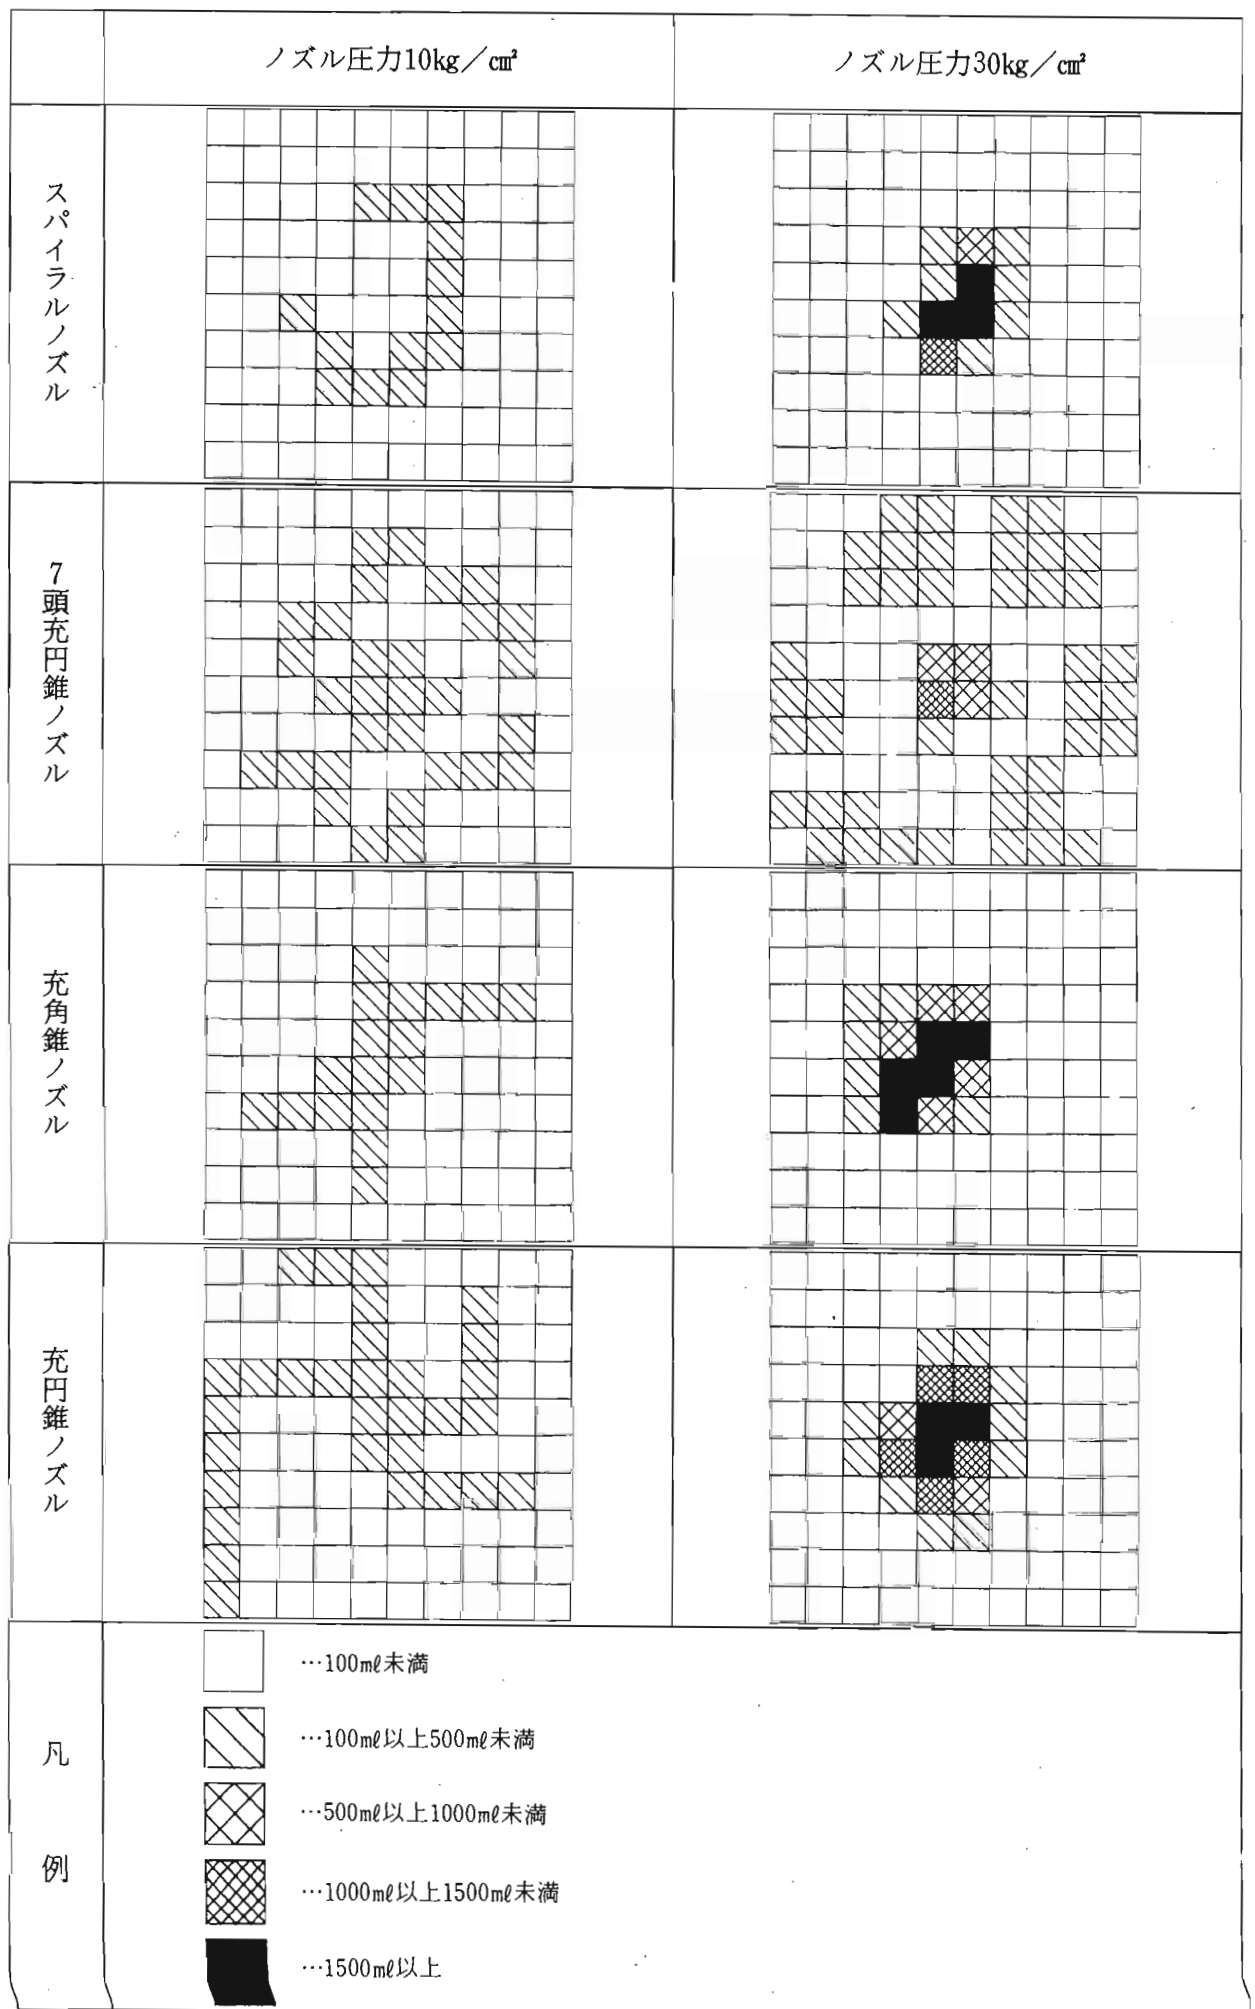 ノズル圧力10kg／cm²
ノズル圧力30kg／cm²
スパイラルノズル
7頭充円錐ノズル
充角錐ノズル
充円錐ノズル
凡例
…100mℓ未満
…100mℓ以上500mℓ未満
…500mℓ以上1000mℓ未満
…1000mℓ以上1500mℓ未満
…1500mℓ以上